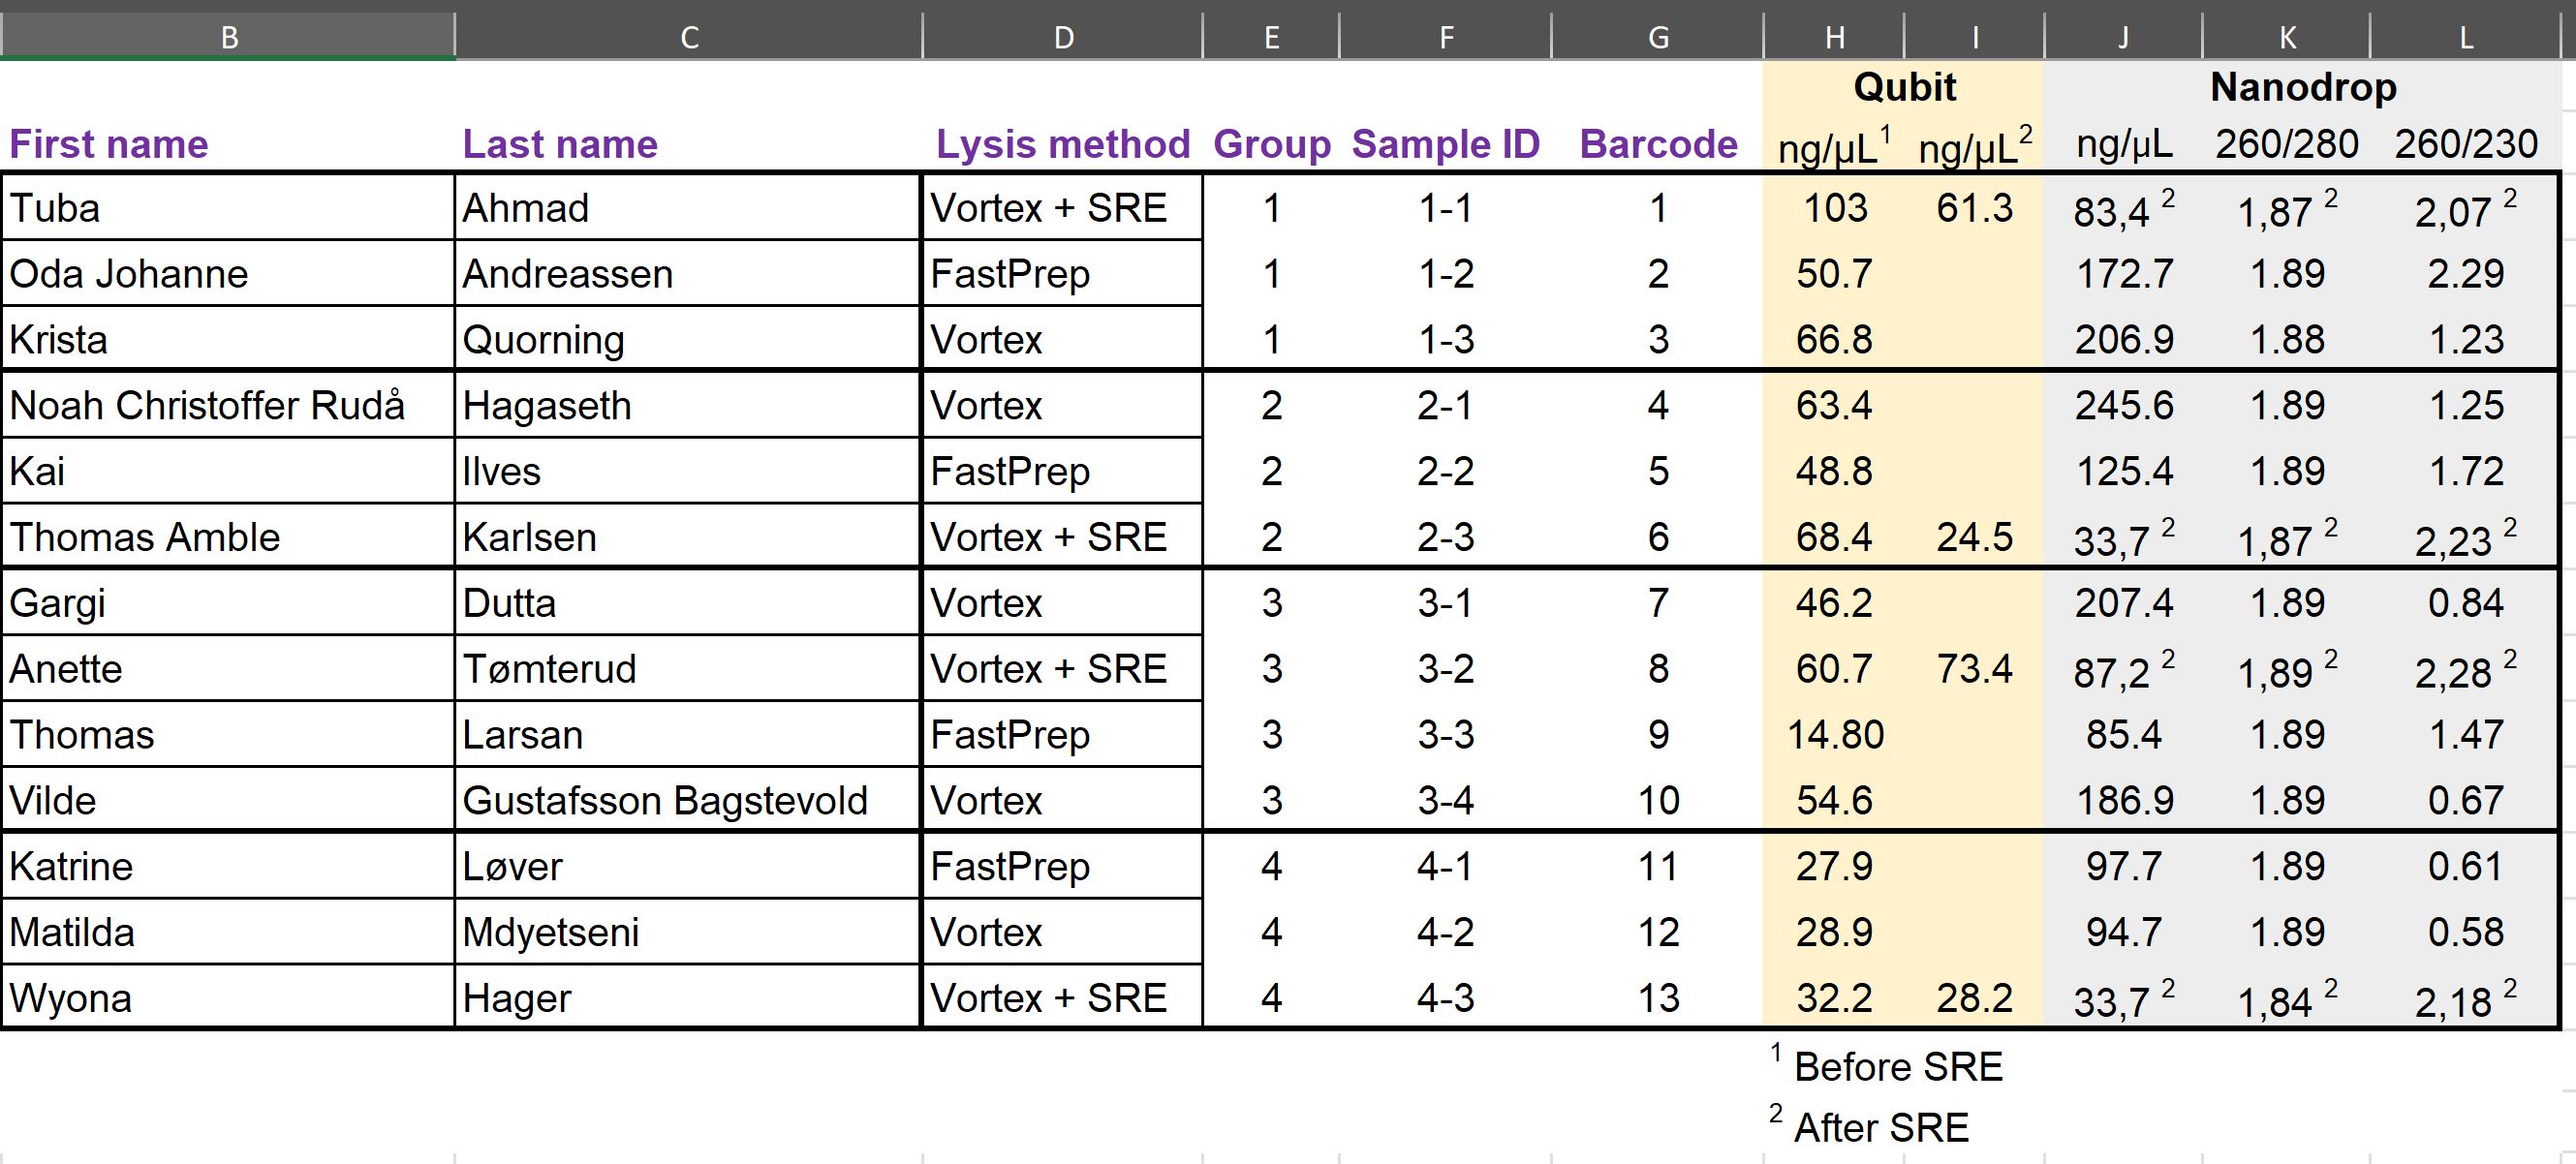 B C D E F G H I J K L
Qubit Nanodrop
First name Last name Lysis method Group Sample ID Barcode ng/µL¹ ng/µL² ng/µL 260/280 260/230
Tuba Ahmad Vortex + SRE 1 1-1 1 103 61.3 83,4 ² 1,87 ² 2,07 ²
Oda Johanne Andreassen FastPrep 1 1-2 2 50.7 172.7 1.89 2.29
Krista Quorning Vortex 1 1-3 3 66.8 206.9 1.88 1.23
Noah Christoffer Rudå Hagaseth Vortex 2 2-1 4 63.4 245.6 1.89 1.25
Kai Ilves FastPrep 2 2-2 5 48.8 125.4 1.89 1.72
Thomas Amble Karlsen Vortex + SRE 2 2-3 6 68.4 24.5 33,7 ² 1,87 ² 2,23 ²
Gargi Dutta Vortex 3 3-1 7 46.2 207.4 1.89 0.84
Anette Tømterud Vortex + SRE 3 3-2 8 60.7 73.4 87,2 ² 1,89 ² 2,28 ²
Thomas Larsan FastPrep 3 3-3 9 14.80 85.4 1.89 1.47
Vilde Gustafsson Bagstevold Vortex 3 3-4 10 54.6 186.9 1.89 0.67
Katrine Løver FastPrep 4 4-1 11 27.9 97.7 1.89 0.61
Matilda Mdyetseni Vortex 4 4-2 12 28.9 94.7 1.89 0.58
Wyona Hager Vortex + SRE 4 4-3 13 32.2 28.2 33,7 ² 1,84 ² 2,18 ²
¹ Before SRE
² After SRE